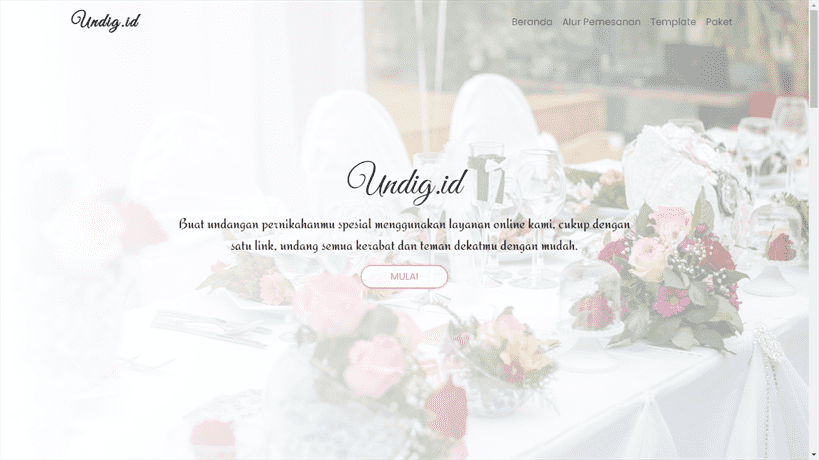 Undig.id
Beranda Alur Pemesanan Template Paket
Undig.id
Buat undangan pernikahanmu spesial menggunakan layanan online kami, cukup dengan
satu link, undang semua kerabat dan teman dekatmu dengan mudah.
MULAI